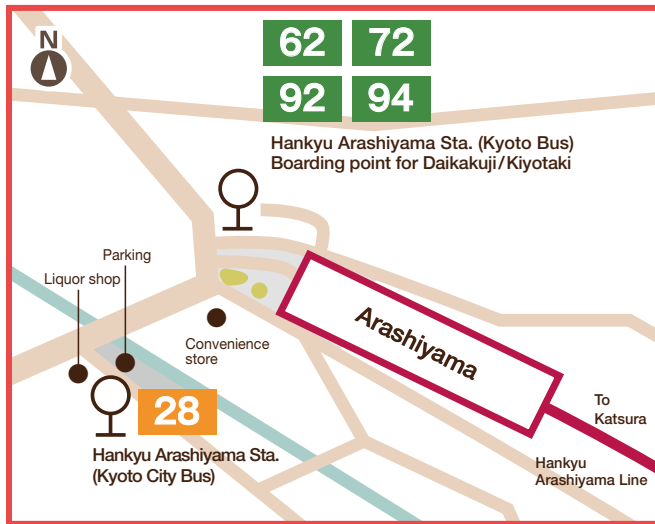 N
62 72
92 94
Hankyu Arashiyama Sta. (Kyoto Bus)
Boarding point for Daikakuji/Kiyotaki
Parking
Liquor shop
Convenience
store
Arashiyama
To
Katsura
28
Hankyu Arashiyama Sta.
(Kyoto City Bus)
Hankyu
Arashiyama Line